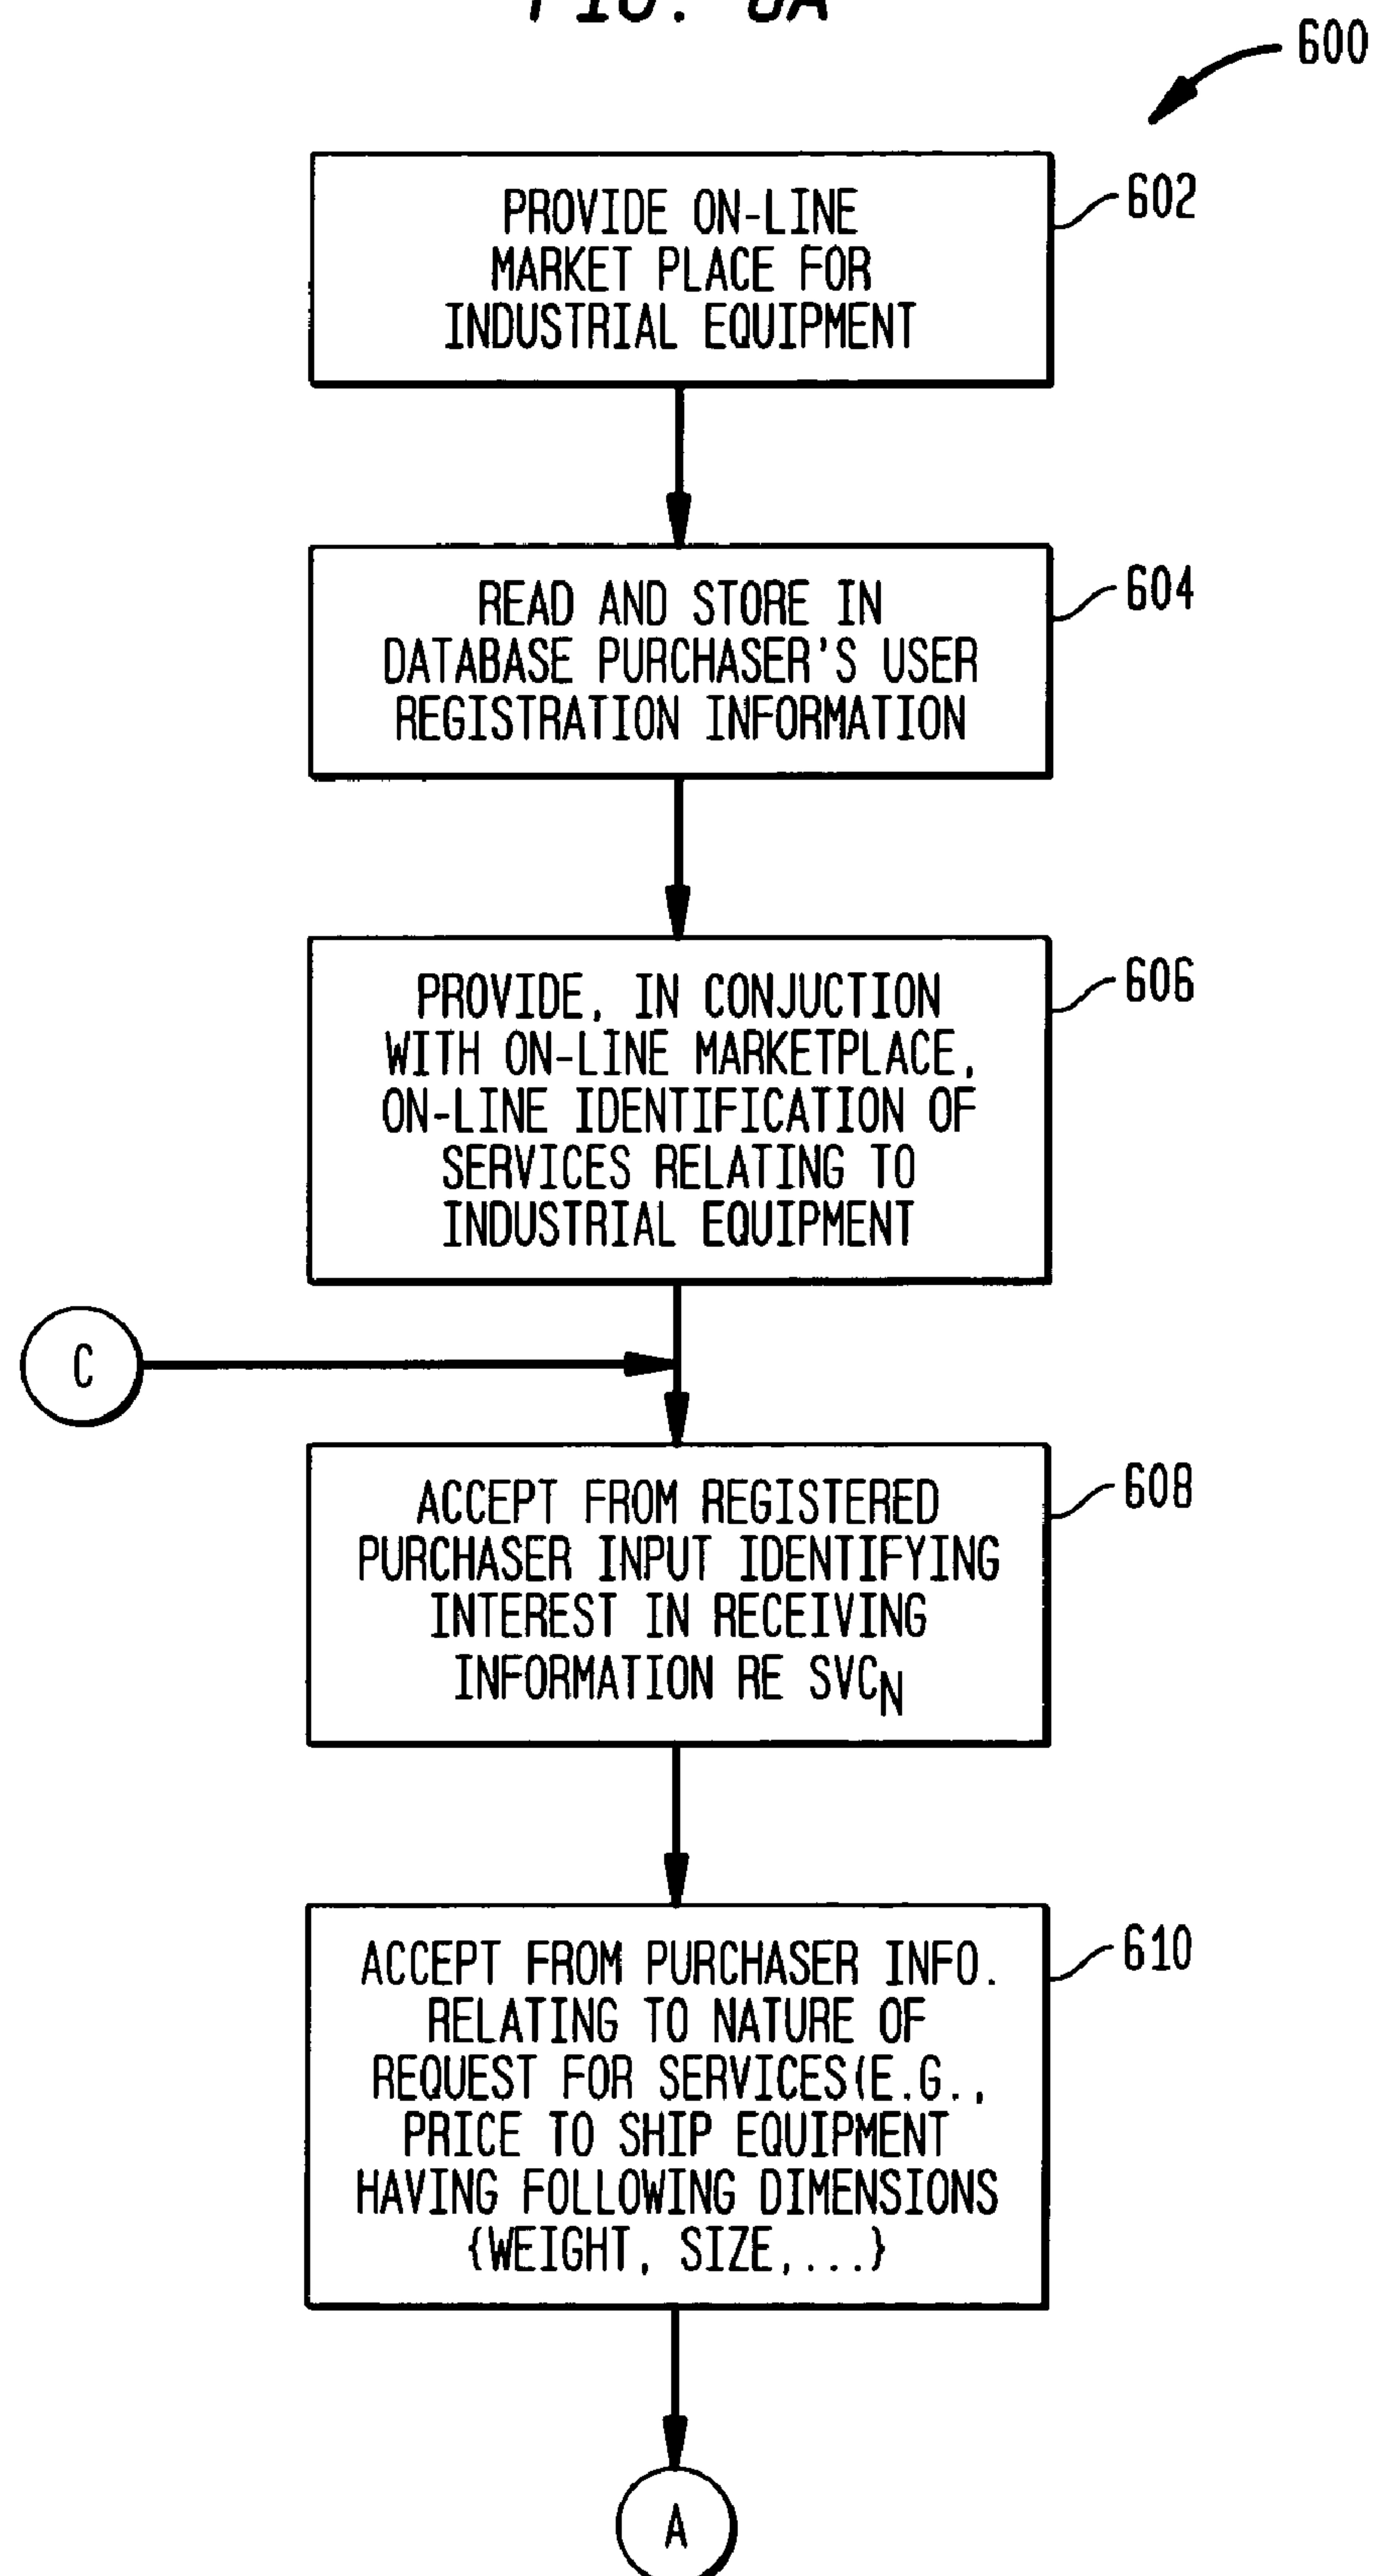 FIG. 6A
600
PROVIDE ON-LINE
MARKET PLACE FOR
INDUSTRIAL EQUIPMENT
602
READ AND STORE IN
DATABASE PURCHASER'S USER
REGISTRATION INFORMATION
604
PROVIDE, IN CONJUCTION
WITH ON-LINE MARKETPLACE,
ON-LINE IDENTIFICATION OF
SERVICES RELATING TO
INDUSTRIAL EQUIPMENT
606
C
ACCEPT FROM REGISTERED
PURCHASER INPUT IDENTIFYING
INTEREST IN RECEIVING
INFORMATION RE SVCN
608
ACCEPT FROM PURCHASER INFO.
RELATING TO NATURE OF
REQUEST FOR SERVICES(E.G.,
PRICE TO SHIP EQUIPMENT
HAVING FOLLOWING DIMENSIONS
{WEIGHT, SIZE,...}
610
A